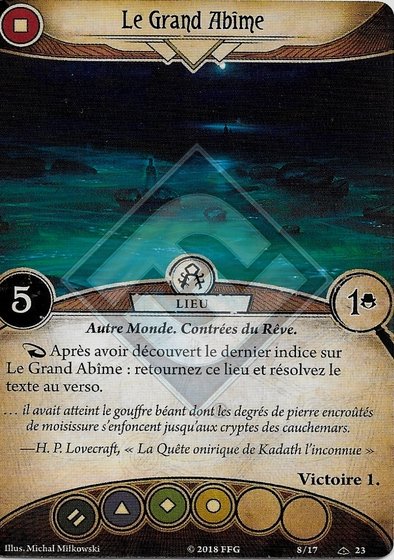 Le Grand Abîme
5
LIEU
1
Autre Monde. Contrées du Rêve.
Après avoir découvert le dernier indice sur
Le Grand Abîme : retournez ce lieu et résolvez le
texte au verso.
… il avait atteint le gouffre béant dont les degrés de pierre encroûtés
de moisissure s'enfoncent jusqu'aux cryptes des cauchemars.
—H. P. Lovecraft, « La Quête onirique de Kadath l'inconnue »
Victoire 1.
Illus. Michal Milkowski
© 2018 FFG
8/17
23